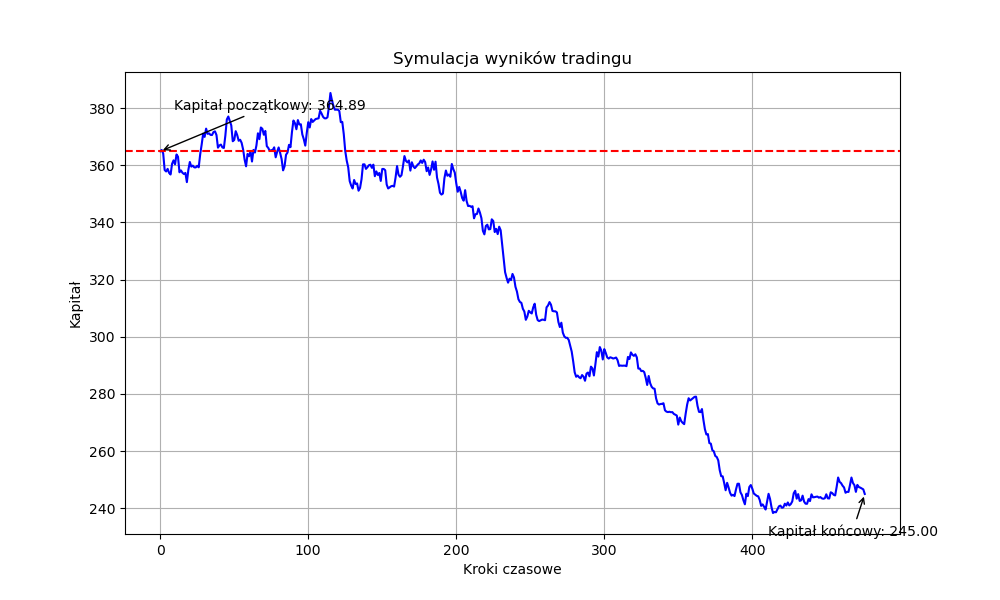 Symulacja wyników tradingu
Kapitał początkowy: 364.89
Kapitał
380
360
340
320
300
280
260
240
Kapitał końcowy: 245.00
0
100
200
300
400
Kroki czasowe